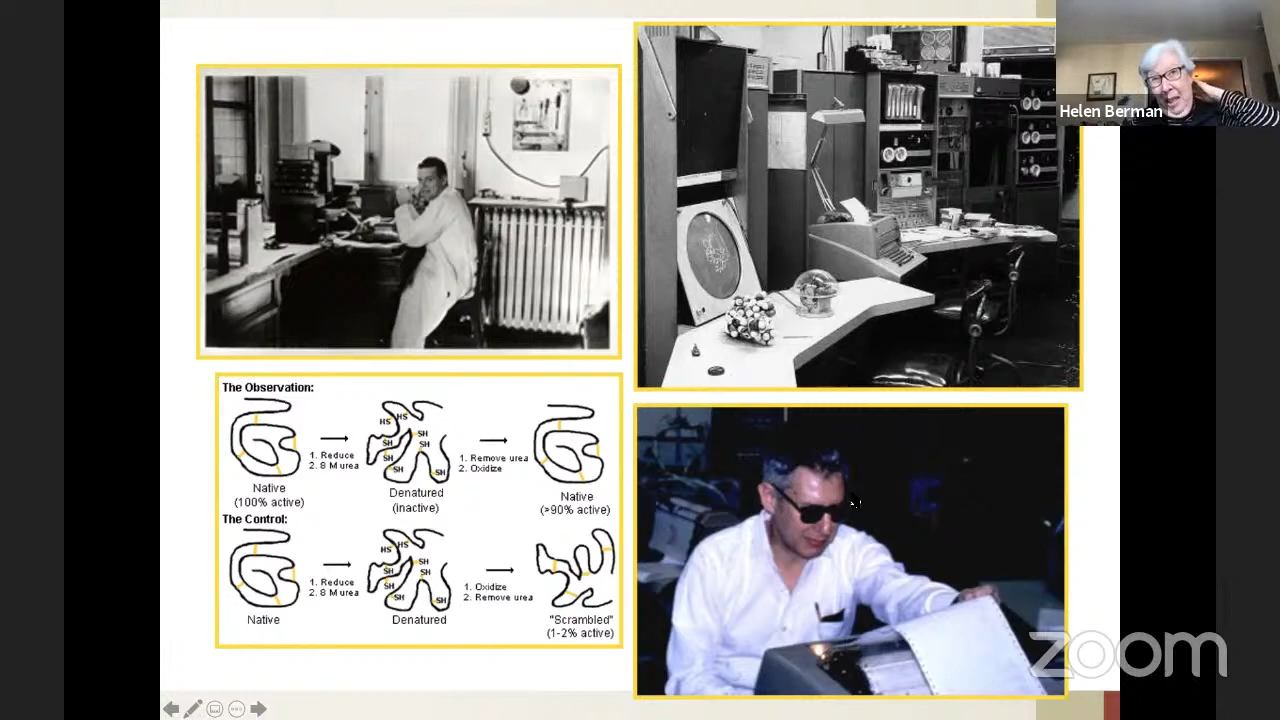 Helen Berman
The Observation:
HS HS
SH
SH SH
SH
SH SH
1. Reduce
2. 8 M urea
1. Remove urea
2. Oxidize
Native
(100% active)
Denatured
(inactive)
Native
(>90% active)
The Control:
HS HS
SH
SH SH
SH
SH SH
1. Reduce
2. 8 M urea
1. Oxidize
2. Remove urea
Native
Denatured
"Scrambled"
(1-2% active)
zoom